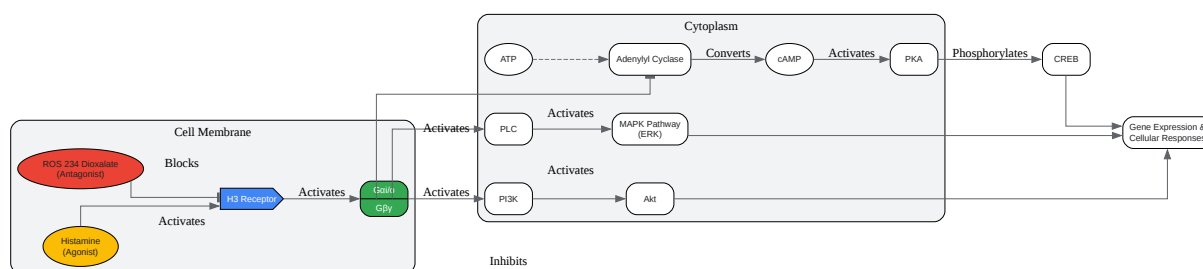 Cytoplasm
ATP
Adenylyl Cyclase
Converts
cAMP
Activates
PKA
Phosphorylates
CREB
Cell Membrane
Activates
PLC
Activates
MAPK Pathway
(ERK)
Gene Expression &
Cellular Responses
ROS 234 Dioxalate
(Antagonist)
Blocks
H3 Receptor
Activates
Gαi/o
Gβγ
Activates
PI3K
Activates
Akt
Activates
Histamine
(Agonist)
Inhibits